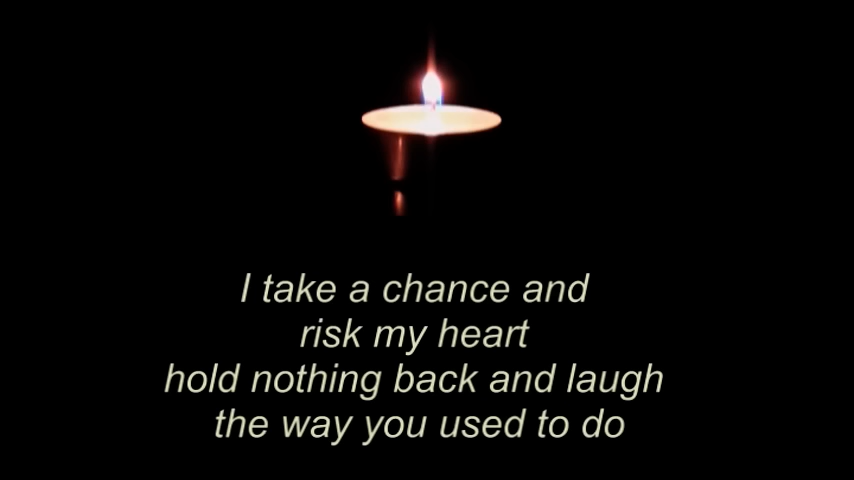 I take a chance and
risk my heart
hold nothing back and laugh
the way you used to do